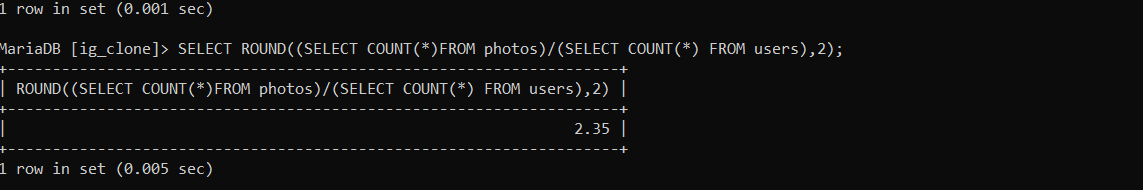 1 row in set (0.001 sec)
MariaDB [ig_clone]> SELECT ROUND((SELECT COUNT(*)FROM photos)/(SELECT COUNT(*) FROM users),2);
+----------------------------------------------------------------+
| ROUND((SELECT COUNT(*)FROM photos)/(SELECT COUNT(*) FROM users),2) |
+----------------------------------------------------------------+
| 2.35 |
+----------------------------------------------------------------+
1 row in set (0.005 sec)